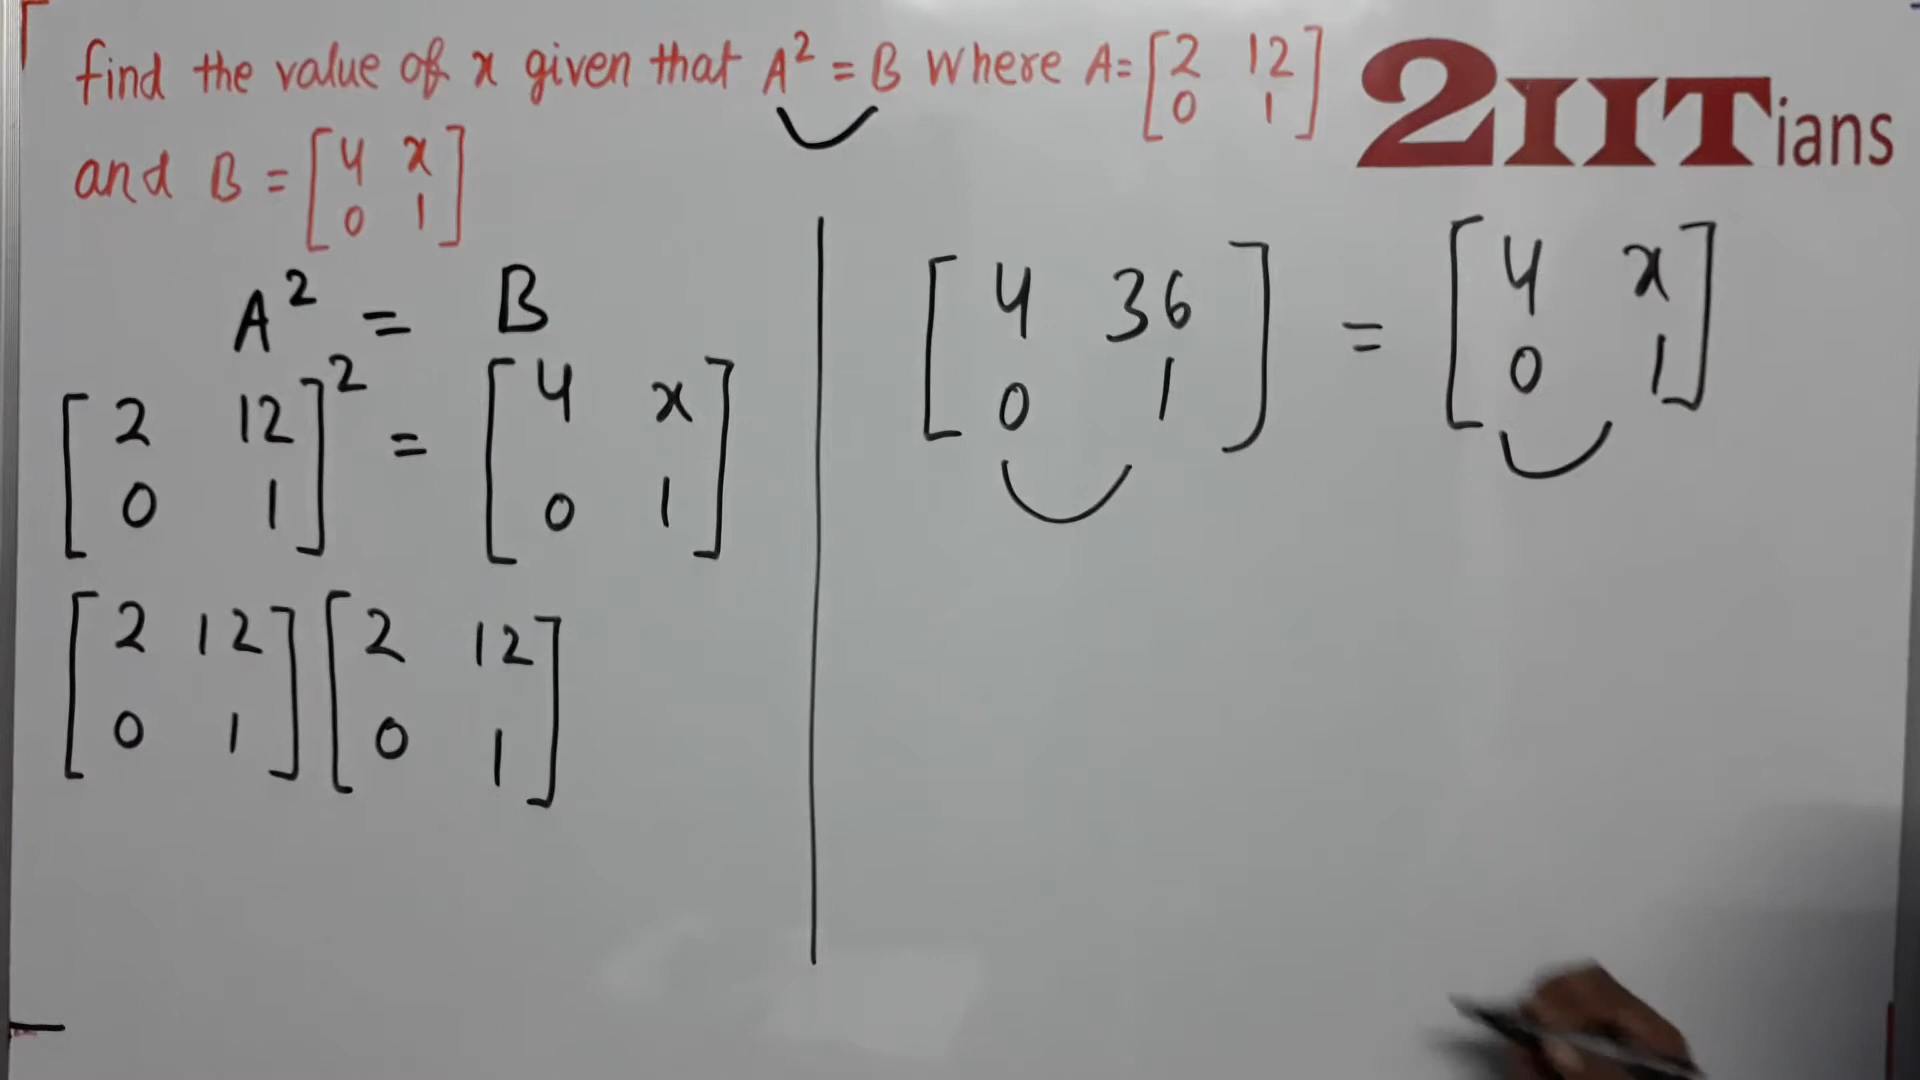 find the value of x given that A² = B where A= [2 12
0 1]
2IITians
and B = [4 x
0 1]
A² = B
[2 12
0 1]² = [4 x
0 1]
[2 12
0 1] [2 12
0 1]
[4 36
0 1] = [4 x
0 1]